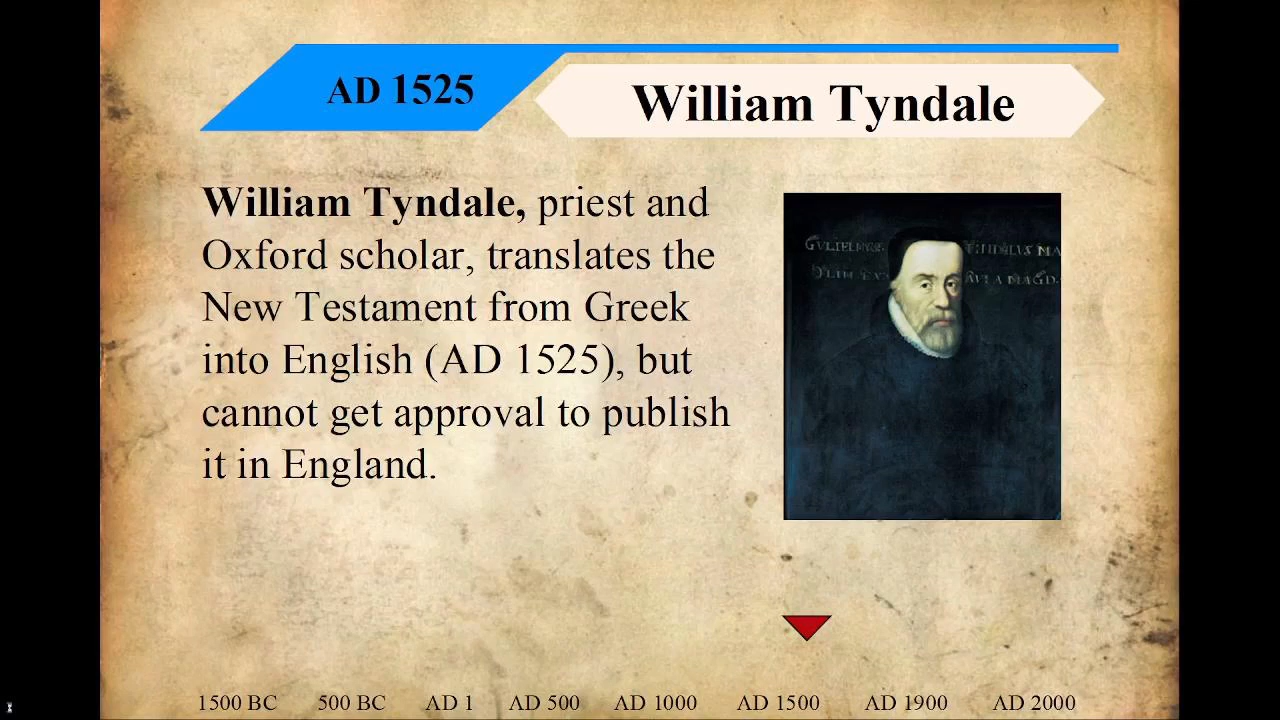 AD 1525
William Tyndale
William Tyndale, priest and
Oxford scholar, translates the
New Testament from Greek
into English (AD 1525), but
cannot get approval to publish
it in England.
1500 BC 500 BC AD 1 AD 500 AD 1000 AD 1500 AD 1900 AD 2000